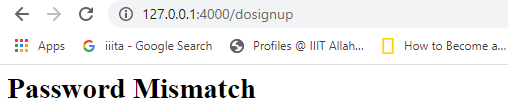 127.0.0.1:4000/dosignup
Apps iiita - Google Search Profiles @ IIIT Allah... How to Become a...
Password Mismatch